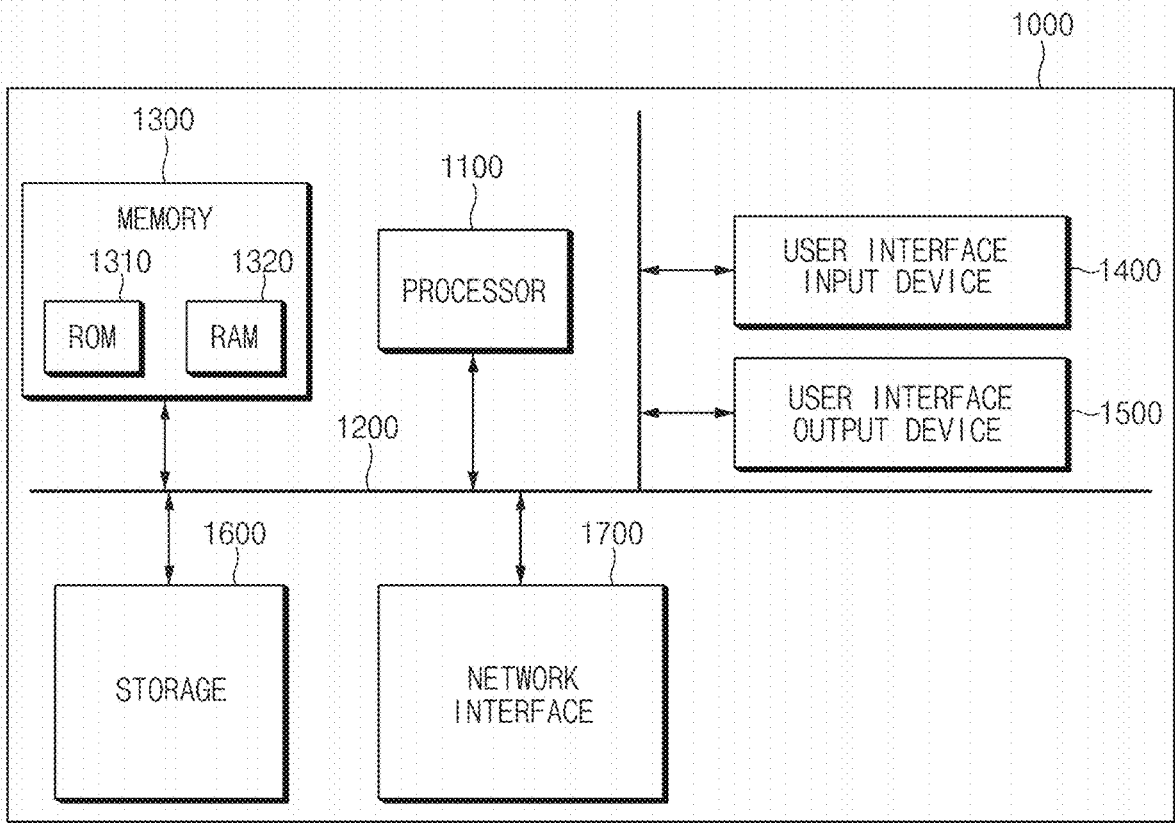 1000
1300
MEMORY
1310
1320
ROM
RAM
1100
PROCESSOR
USER INTERFACE
INPUT DEVICE
1400
USER INTERFACE
OUTPUT DEVICE
1500
1200
1600
STORAGE
1700
NETWORK
INTERFACE